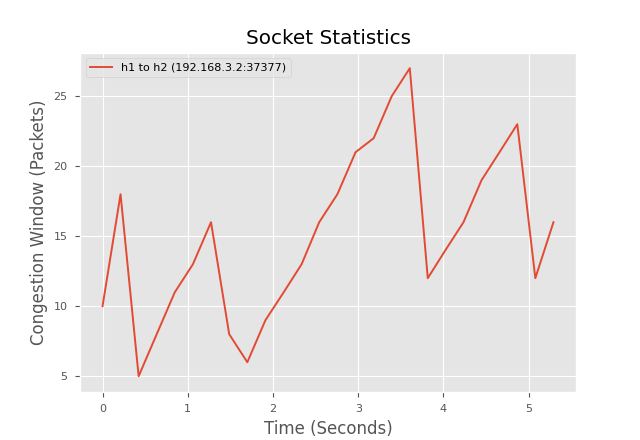 Socket Statistics
h1 to h2 (192.168.3.2:37377)
Congestion Window (Packets)
25
20
15
10
5
0 1 2 3 4 5
Time (Seconds)